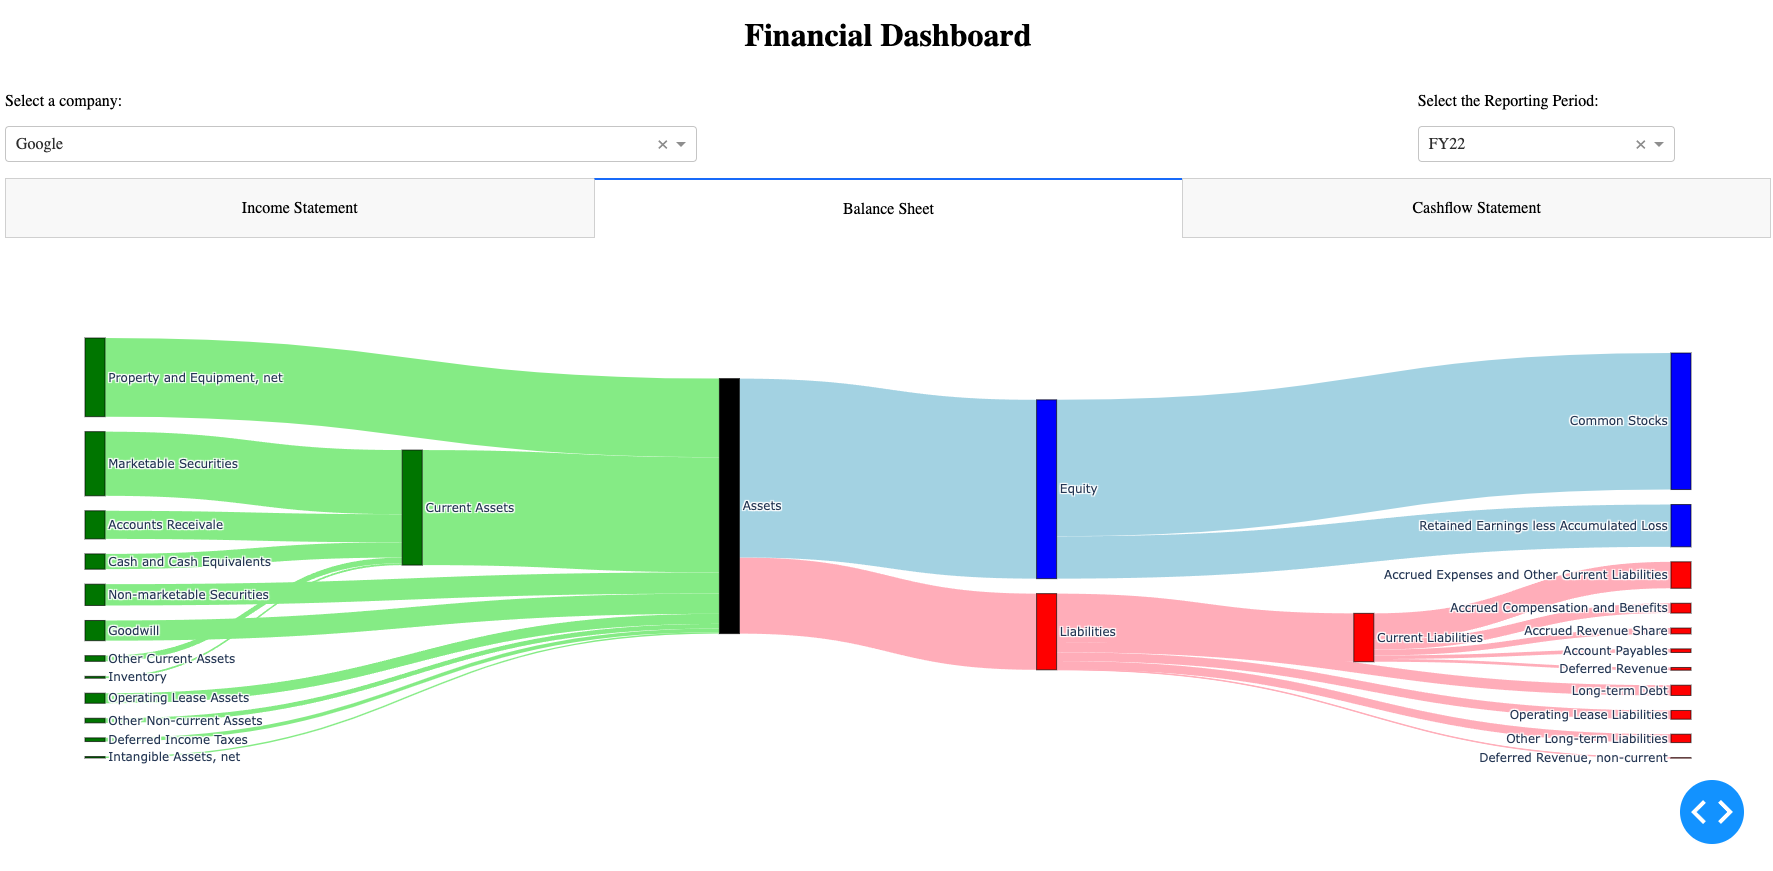 Financial Dashboard
Select a company:
Select the Reporting Period:
Google
FY22
Income Statement
Balance Sheet
Cashflow Statement
Property and Equipment, net
Marketable Securities
Accounts Receivale
Cash and Cash Equivalents
Non-marketable Securities
Goodwill
Other Current Assets
Inventory
Operating Lease Assets
Other Non-current Assets
Deferred Income Taxes
Intangible Assets, net
Current Assets
Assets
Equity
Liabilities
Current Liabilities
Common Stocks
Retained Earnings less Accumulated Loss
Accrued Expenses and Other Current Liabilities
Accrued Compensation and Benefits
Accrued Revenue Share
Account Payables
Deferred Revenue
Long-term Debt
Operating Lease Liabilities
Other Long-term Liabilities
Deferred Revenue, non-current